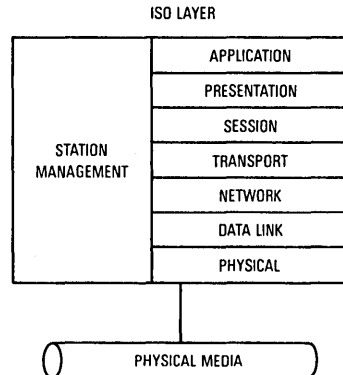 ISO LAYER
APPLICATION
PRESENTATION
SESSION
STATION
MANAGEMENT
TRANSPORT
NETWORK
DATA LINK
PHYSICAL
PHYSICAL MEDIA